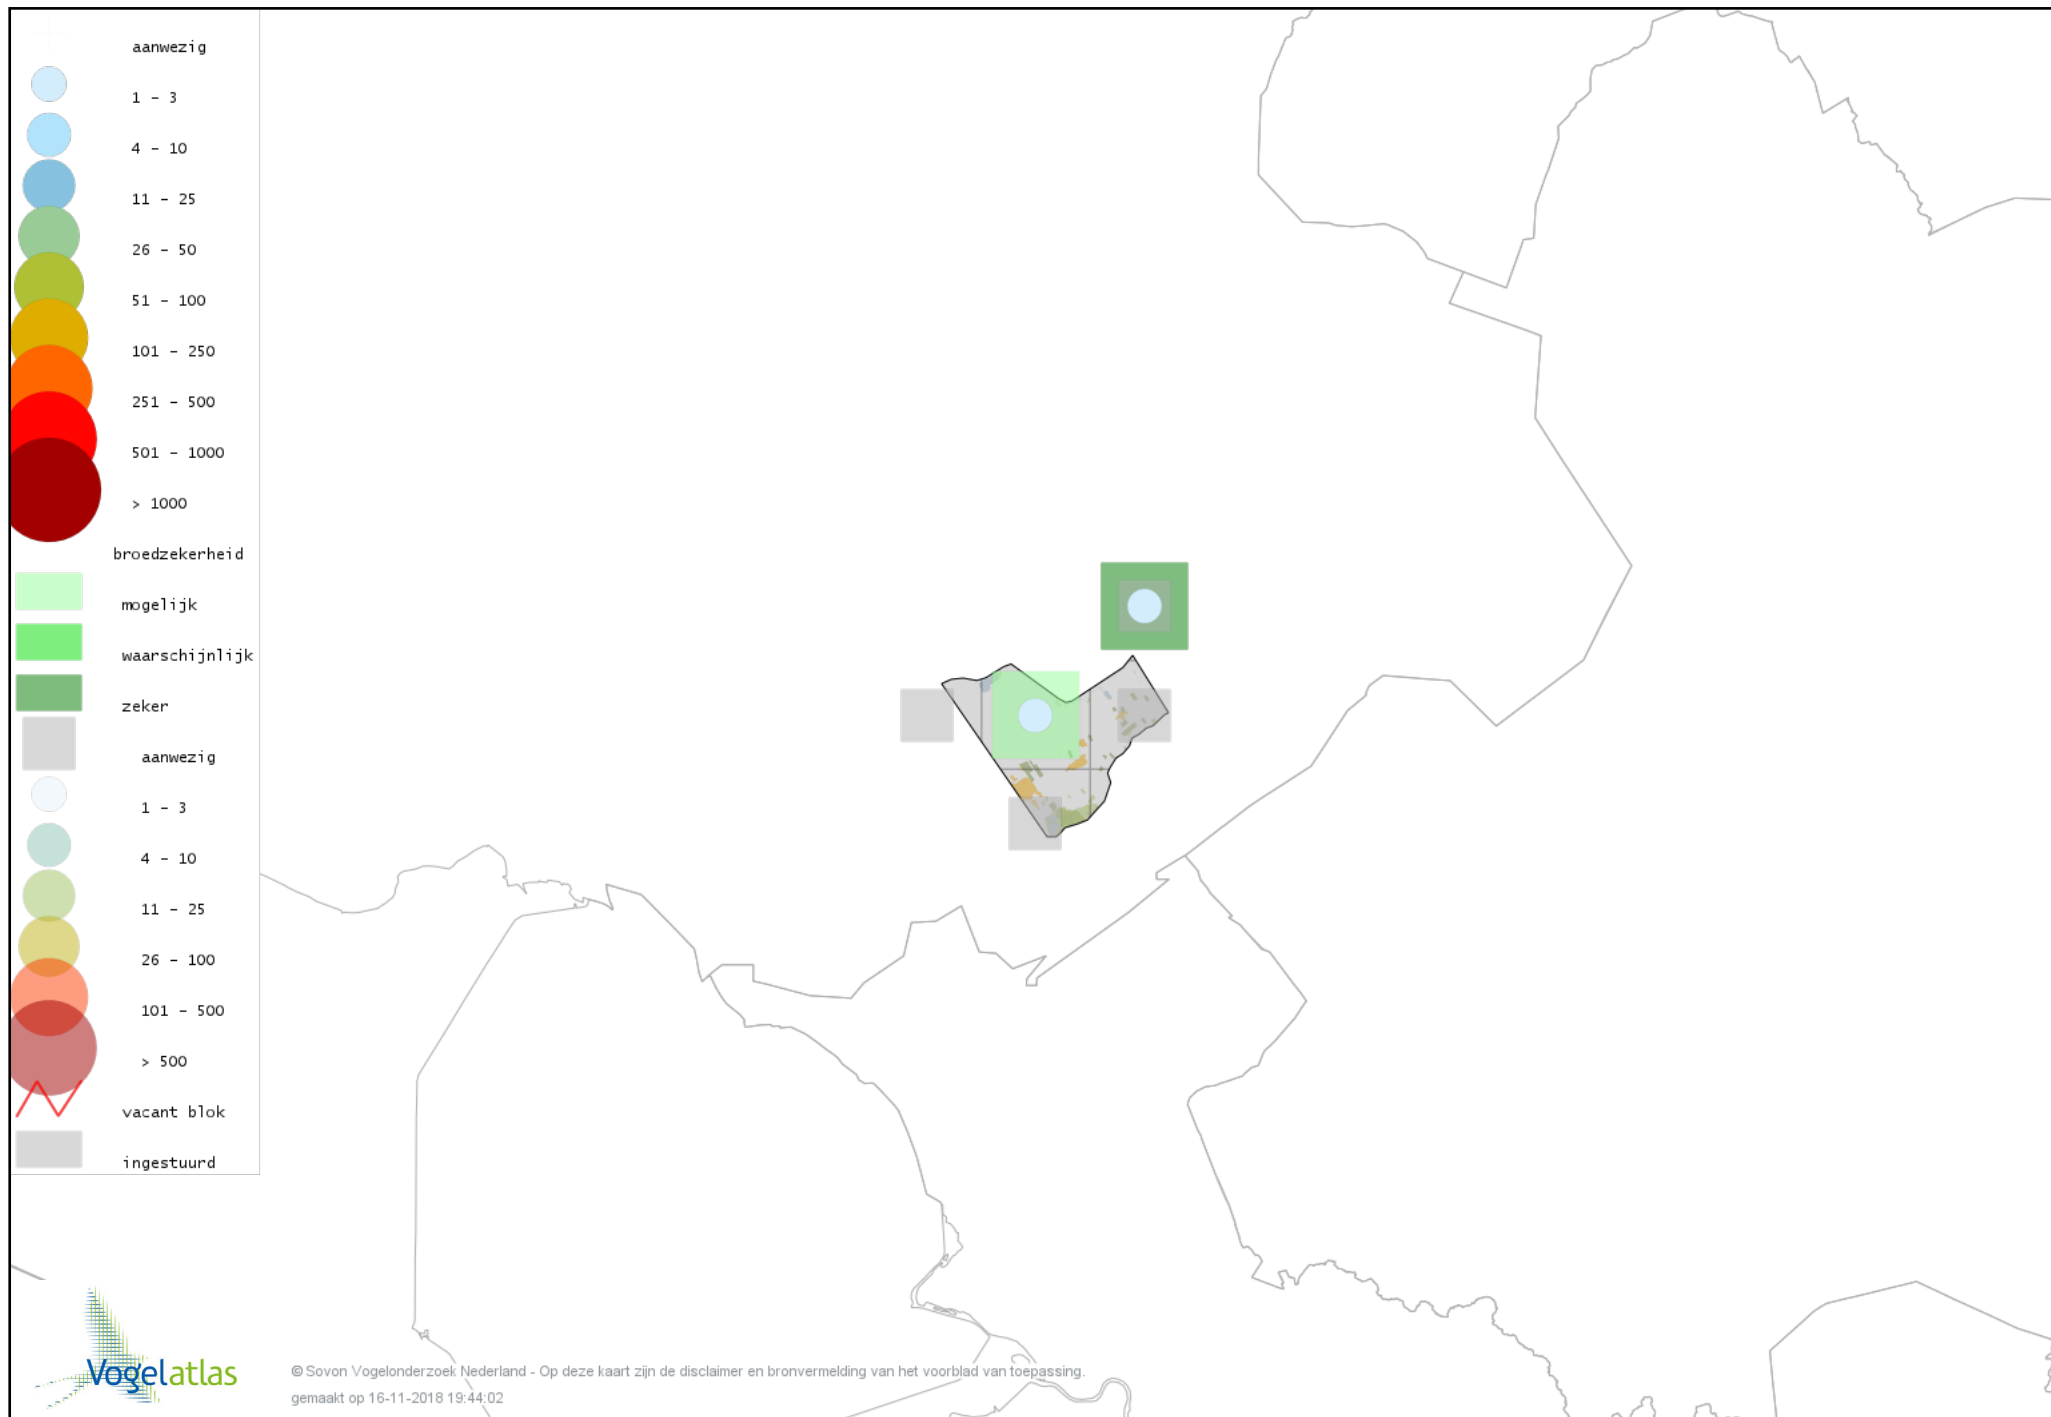 aanwezig
1 - 3
4 - 10
11 - 25
26 - 50
51 - 100
101 - 250
251 - 500
501 - 1000
> 1000
broedzekerheid
mogelijk
waarschijnlijk
zeker
aanwezig
1 - 3
4 - 10
11 - 25
26 - 100
101 - 500
> 500
vacant blok
ingestuurd
Vogelatlas
© Sovon Vogelonderzoek Nederland - Op deze kaart zijn de disclaimer en bronvermelding van het voorblad van toepassing.
gemaakt op 16-11-2018 19:44:02